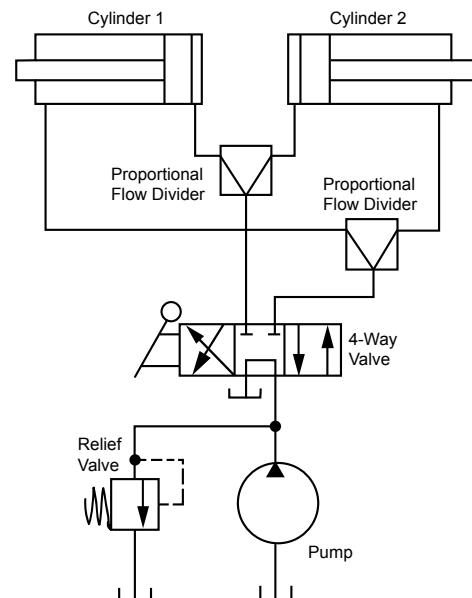 Cylinder 1
Cylinder 2
Proportional
Flow Divider
Proportional
Flow Divider
4-Way
Valve
Relief
Valve
Pump